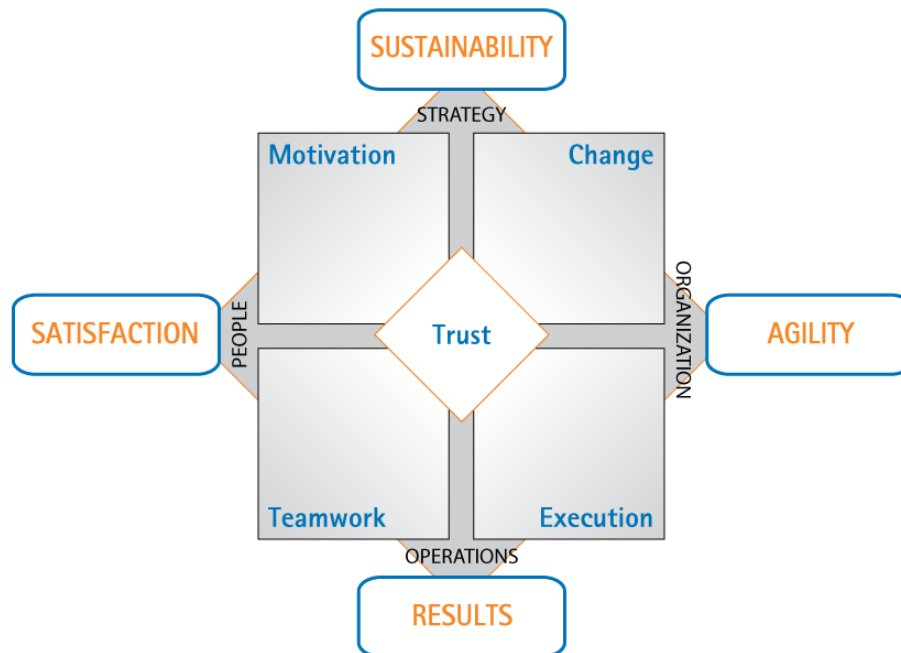 SUSTAINABILITY
STRATEGY
Motivation
Change
SATISFACTION
PEOPLE
Trust
ORGANIZATION
AGILITY
Teamwork
Execution
OPERATIONS
RESULTS